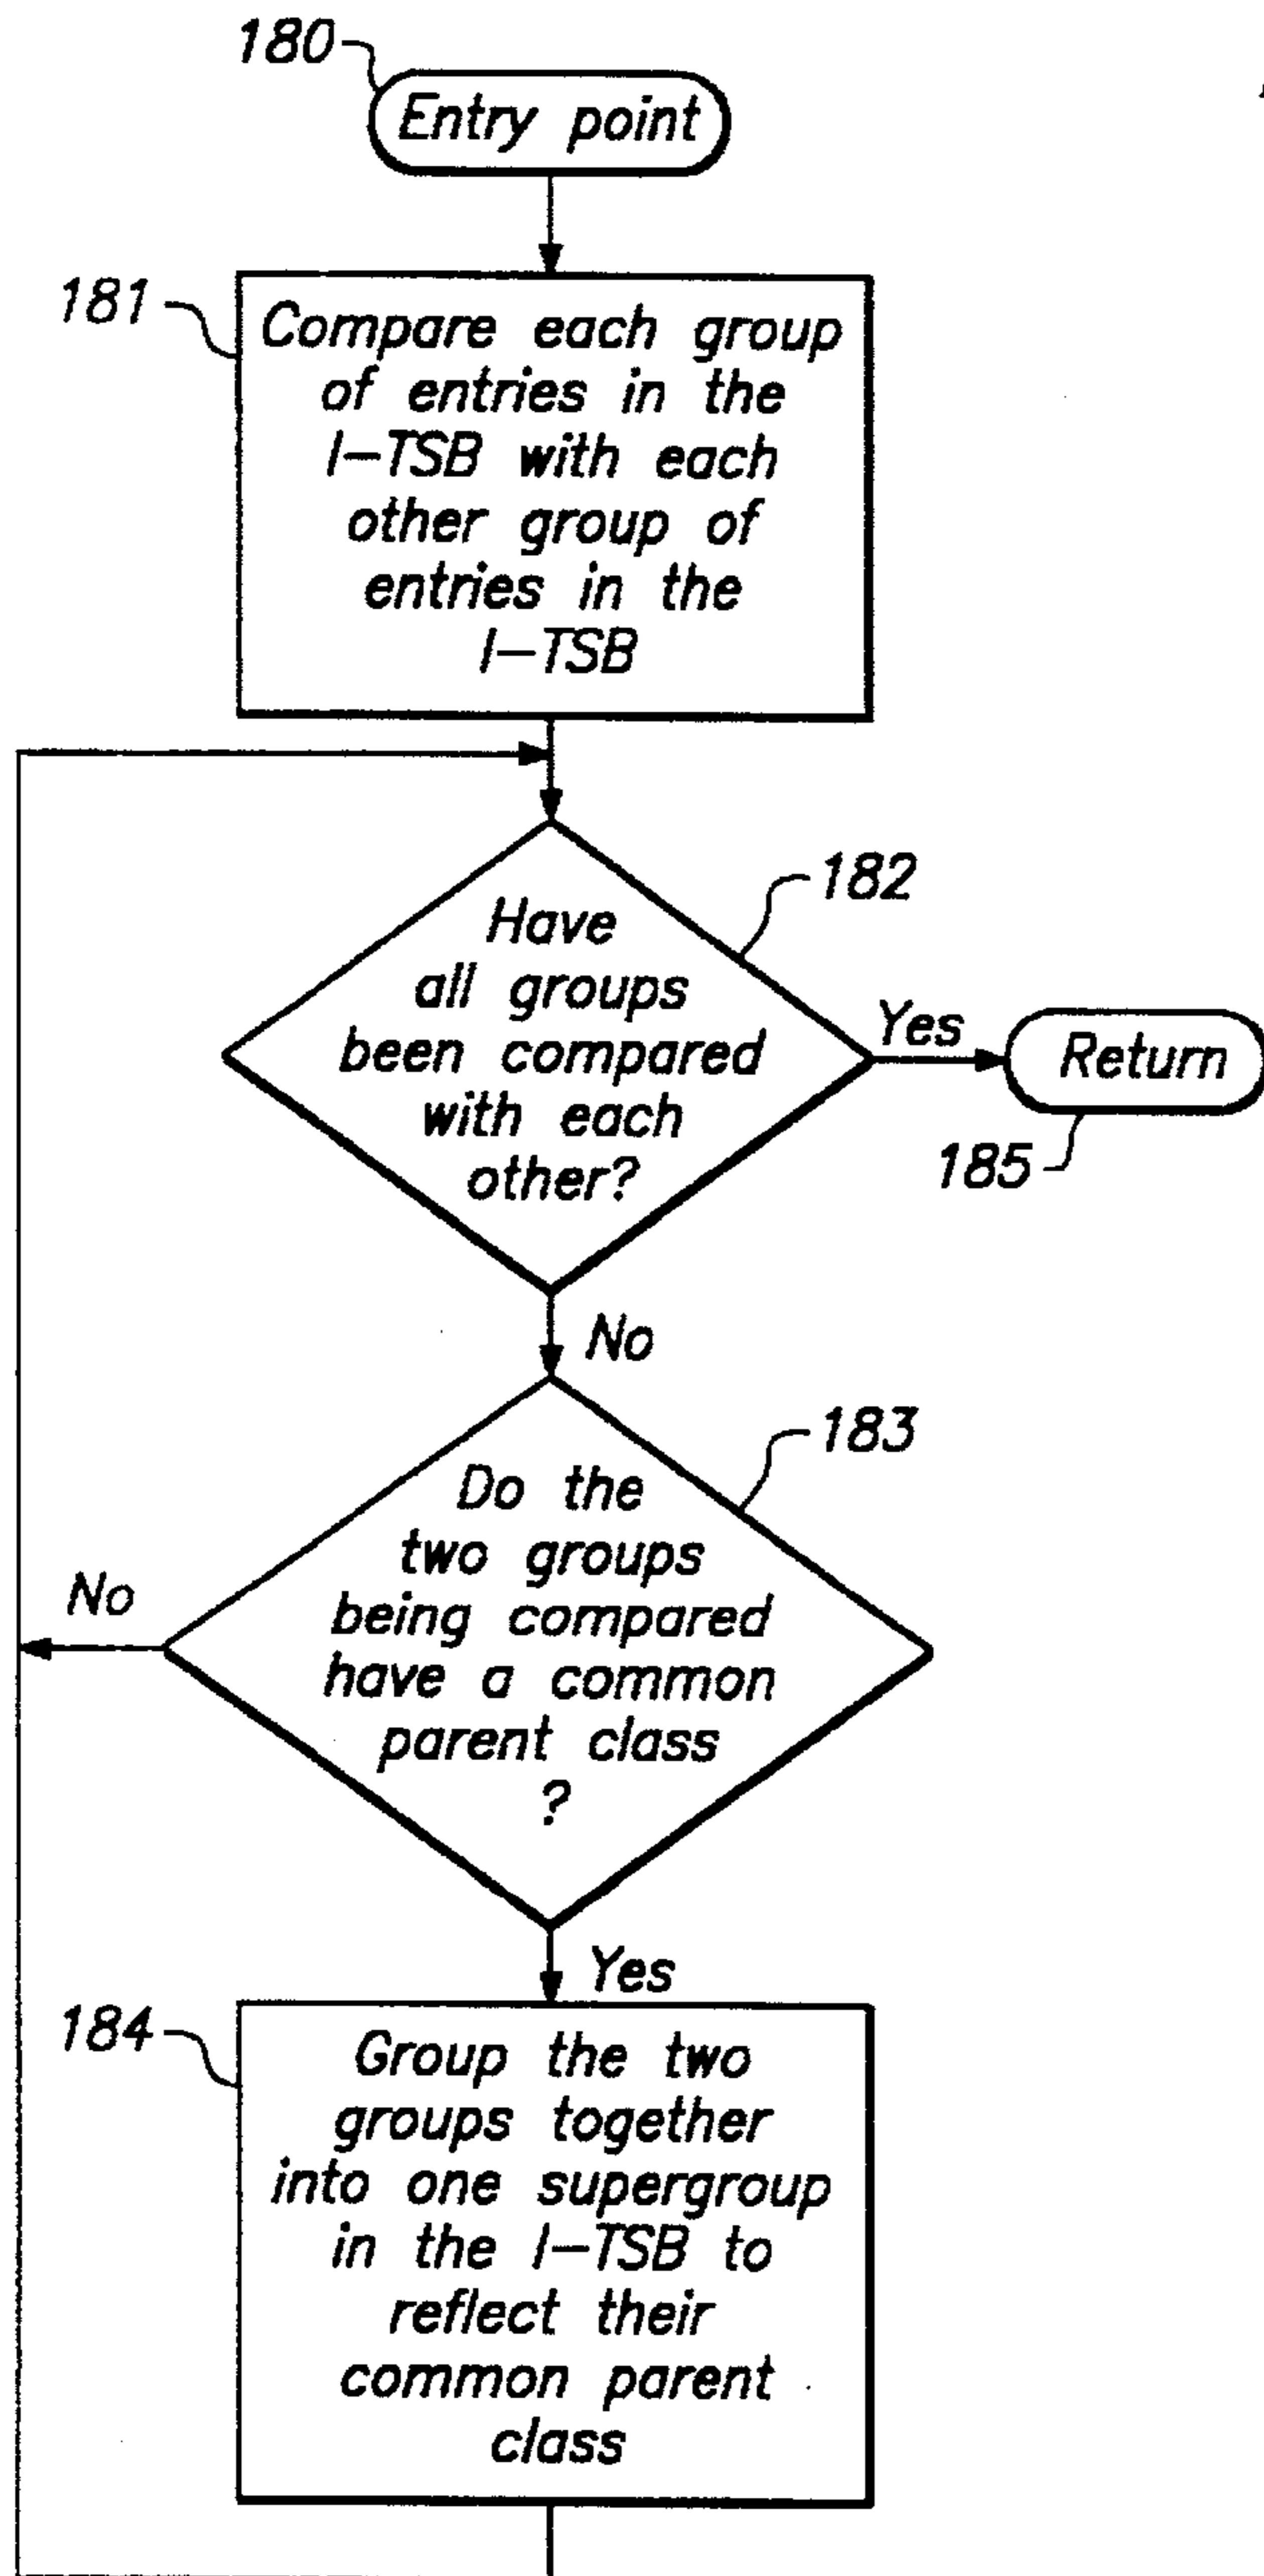 180
Entry point
181
Compare each group
of entries in the
I-TSB with each
other group of
entries in the
I-TSB
182
Have
all groups
been compared
with each
other?
Yes
Return
185
No
183
Do the
two groups
being compared
have a common
parent class
?
No
Yes
184
Group the two
groups together
into one supergroup
in the I-TSB to
reflect their
common parent
class